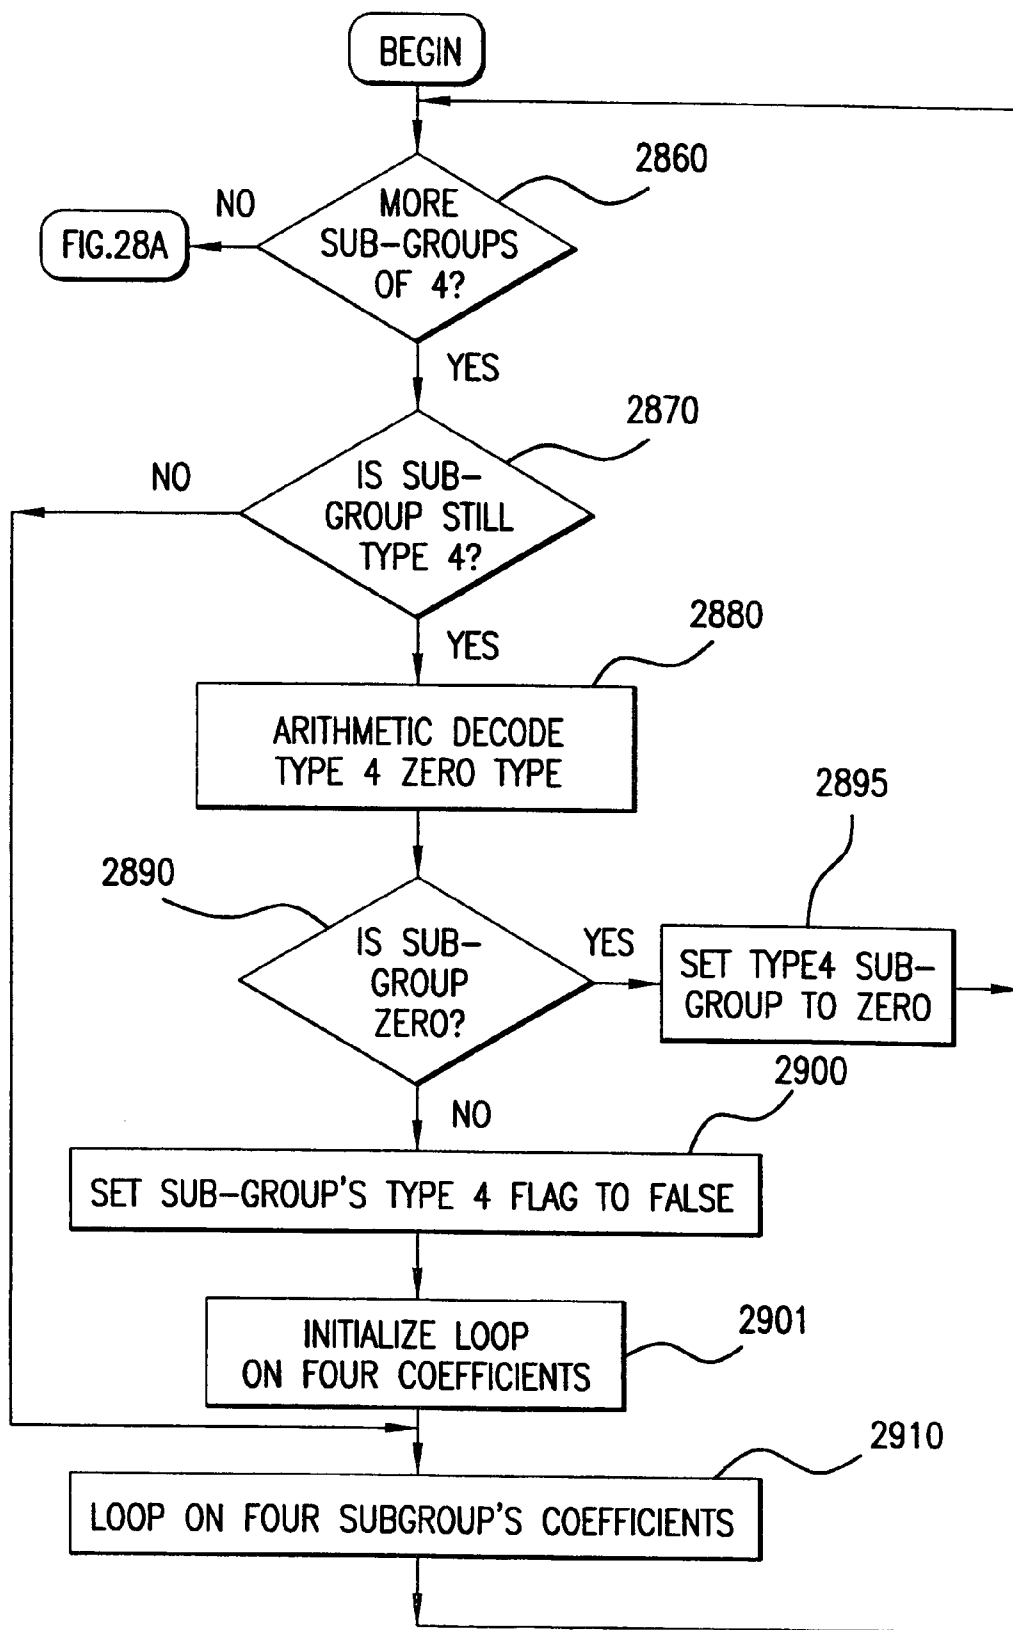 BEGIN
2860
NO
MORE
SUB-GROUPS
OF 4?
FIG.28A
YES
2870
NO
IS SUB-
GROUP STILL
TYPE 4?
YES
2880
ARITHMETIC DECODE
TYPE 4 ZERO TYPE
2895
2890
IS SUB-
GROUP
ZERO?
YES
SET TYPE4 SUB-
GROUP TO ZERO
NO
2900
SET SUB-GROUP'S TYPE 4 FLAG TO FALSE
INITIALIZE LOOP
ON FOUR COEFFICIENTS
2901
2910
LOOP ON FOUR SUBGROUP'S COEFFICIENTS